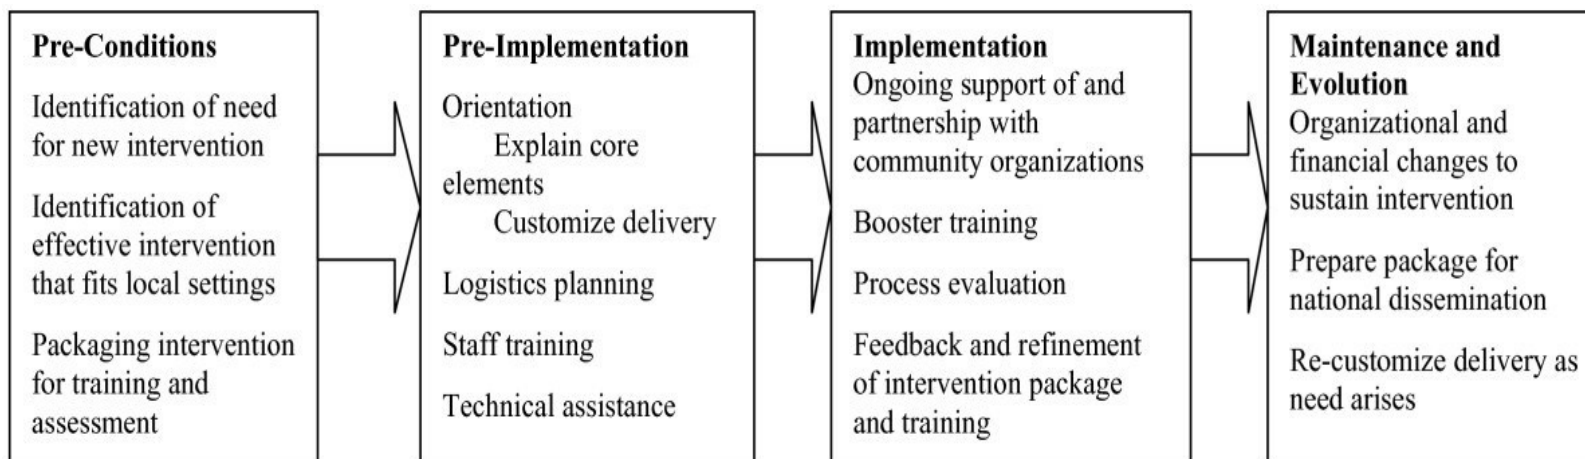 Pre-Conditions
Identification of need
for new intervention
Identification of
effective intervention
that fits local settings
Packaging intervention
for training and
assessment
Pre-Implementation
Orientation
Explain core
elements
Customize delivery
Logistics planning
Staff training
Technical assistance
Implementation
Ongoing support of and
partnership with
community organizations
Booster training
Process evaluation
Feedback and refinement
of intervention package
and training
Maintenance and
Evolution
Organizational and
financial changes to
sustain intervention
Prepare package for
national dissemination
Re-customize delivery as
need arises